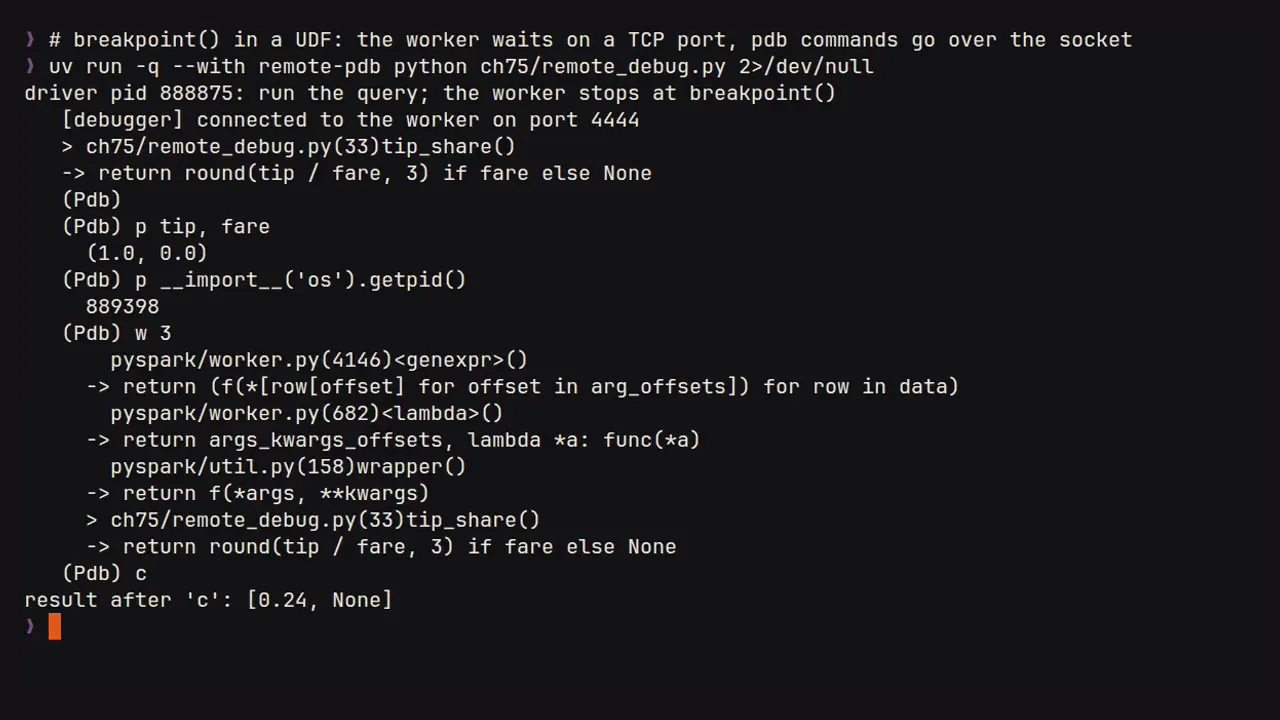 ❯ # breakpoint() in a UDF: the worker waits on a TCP port, pdb commands go over the socket
❯ uv run -q --with remote-pdb python ch75/remote_debug.py 2>/dev/null
driver pid 888875: run the query; the worker stops at breakpoint()
[debugger] connected to the worker on port 4444
> ch75/remote_debug.py(33)tip_share()
-> return round(tip / fare, 3) if fare else None
(Pdb)
(Pdb) p tip, fare
(1.0, 0.0)
(Pdb) p __import__('os').getpid()
889398
(Pdb) w 3
pyspark/worker.py(4146)<genexpr>()
-> return (f(*[row[offset] for offset in arg_offsets]) for row in data)
pyspark/worker.py(682)<lambda>()
-> return args_kwargs_offsets, lambda *a: func(*a)
pyspark/util.py(158)wrapper()
-> return f(*args, **kwargs)
> ch75/remote_debug.py(33)tip_share()
-> return round(tip / fare, 3) if fare else None
(Pdb) c
result after 'c': [0.24, None]
❯